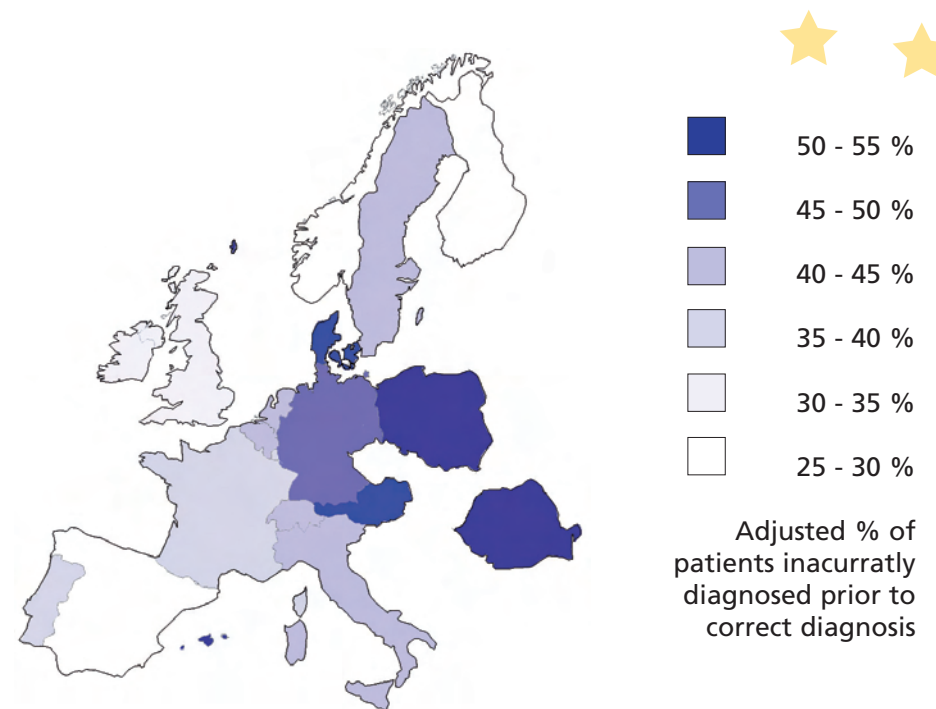 50 - 55 %
45 - 50 %
40 - 45%
35 - 40 %
30 - 35 %
25 - 30 %
Adjusted % of
patients inacurratly
diagnosed prior to
correct diagnosis